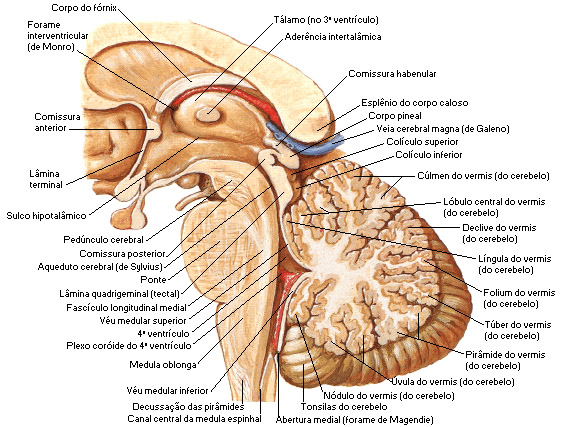 Corpo do fórnix
Forame
interventricular
(de Monro)
Tálamo (no 3º ventrículo)
Aderência intertalâmica
Comissura habenular
Esplênio do corpo caloso
Corpo pineal
Veia cerebral magna (de Galeno)
Colículo superior
Colículo inferior
Cúlmen do vermis (do cerebelo)
Lóbulo central do vermis
(do cerebelo)
Declive do vermis
(do cerebelo)
Língula do vermis
(do cerebelo)
Folium do vermis
(do cerebelo)
Túber do vermis
(do cerebelo)
Pirâmide do vermis
(do cerebelo)
Úvula do vermis (do cerebelo)
Nódulo do vermis (do cerebelo)
Tonsilas do cerebelo
Abertura medial (forame de Magendie)
Comissura
anterior
Lâmina
terminal
Sulco hipotalâmico
Pedúnculo cerebral
Comissura posterior
Aqueduto cerebral (de Sylvius)
Ponte
Lâmina quadrigeminal (tectal)
Fascículo longitudinal medial
Véu medular superior
4º ventrículo
Plexo coróide do 4º ventrículo
Medula oblonga
Véu medular inferior
Decussação das pirâmides
Canal central da medula espinhal